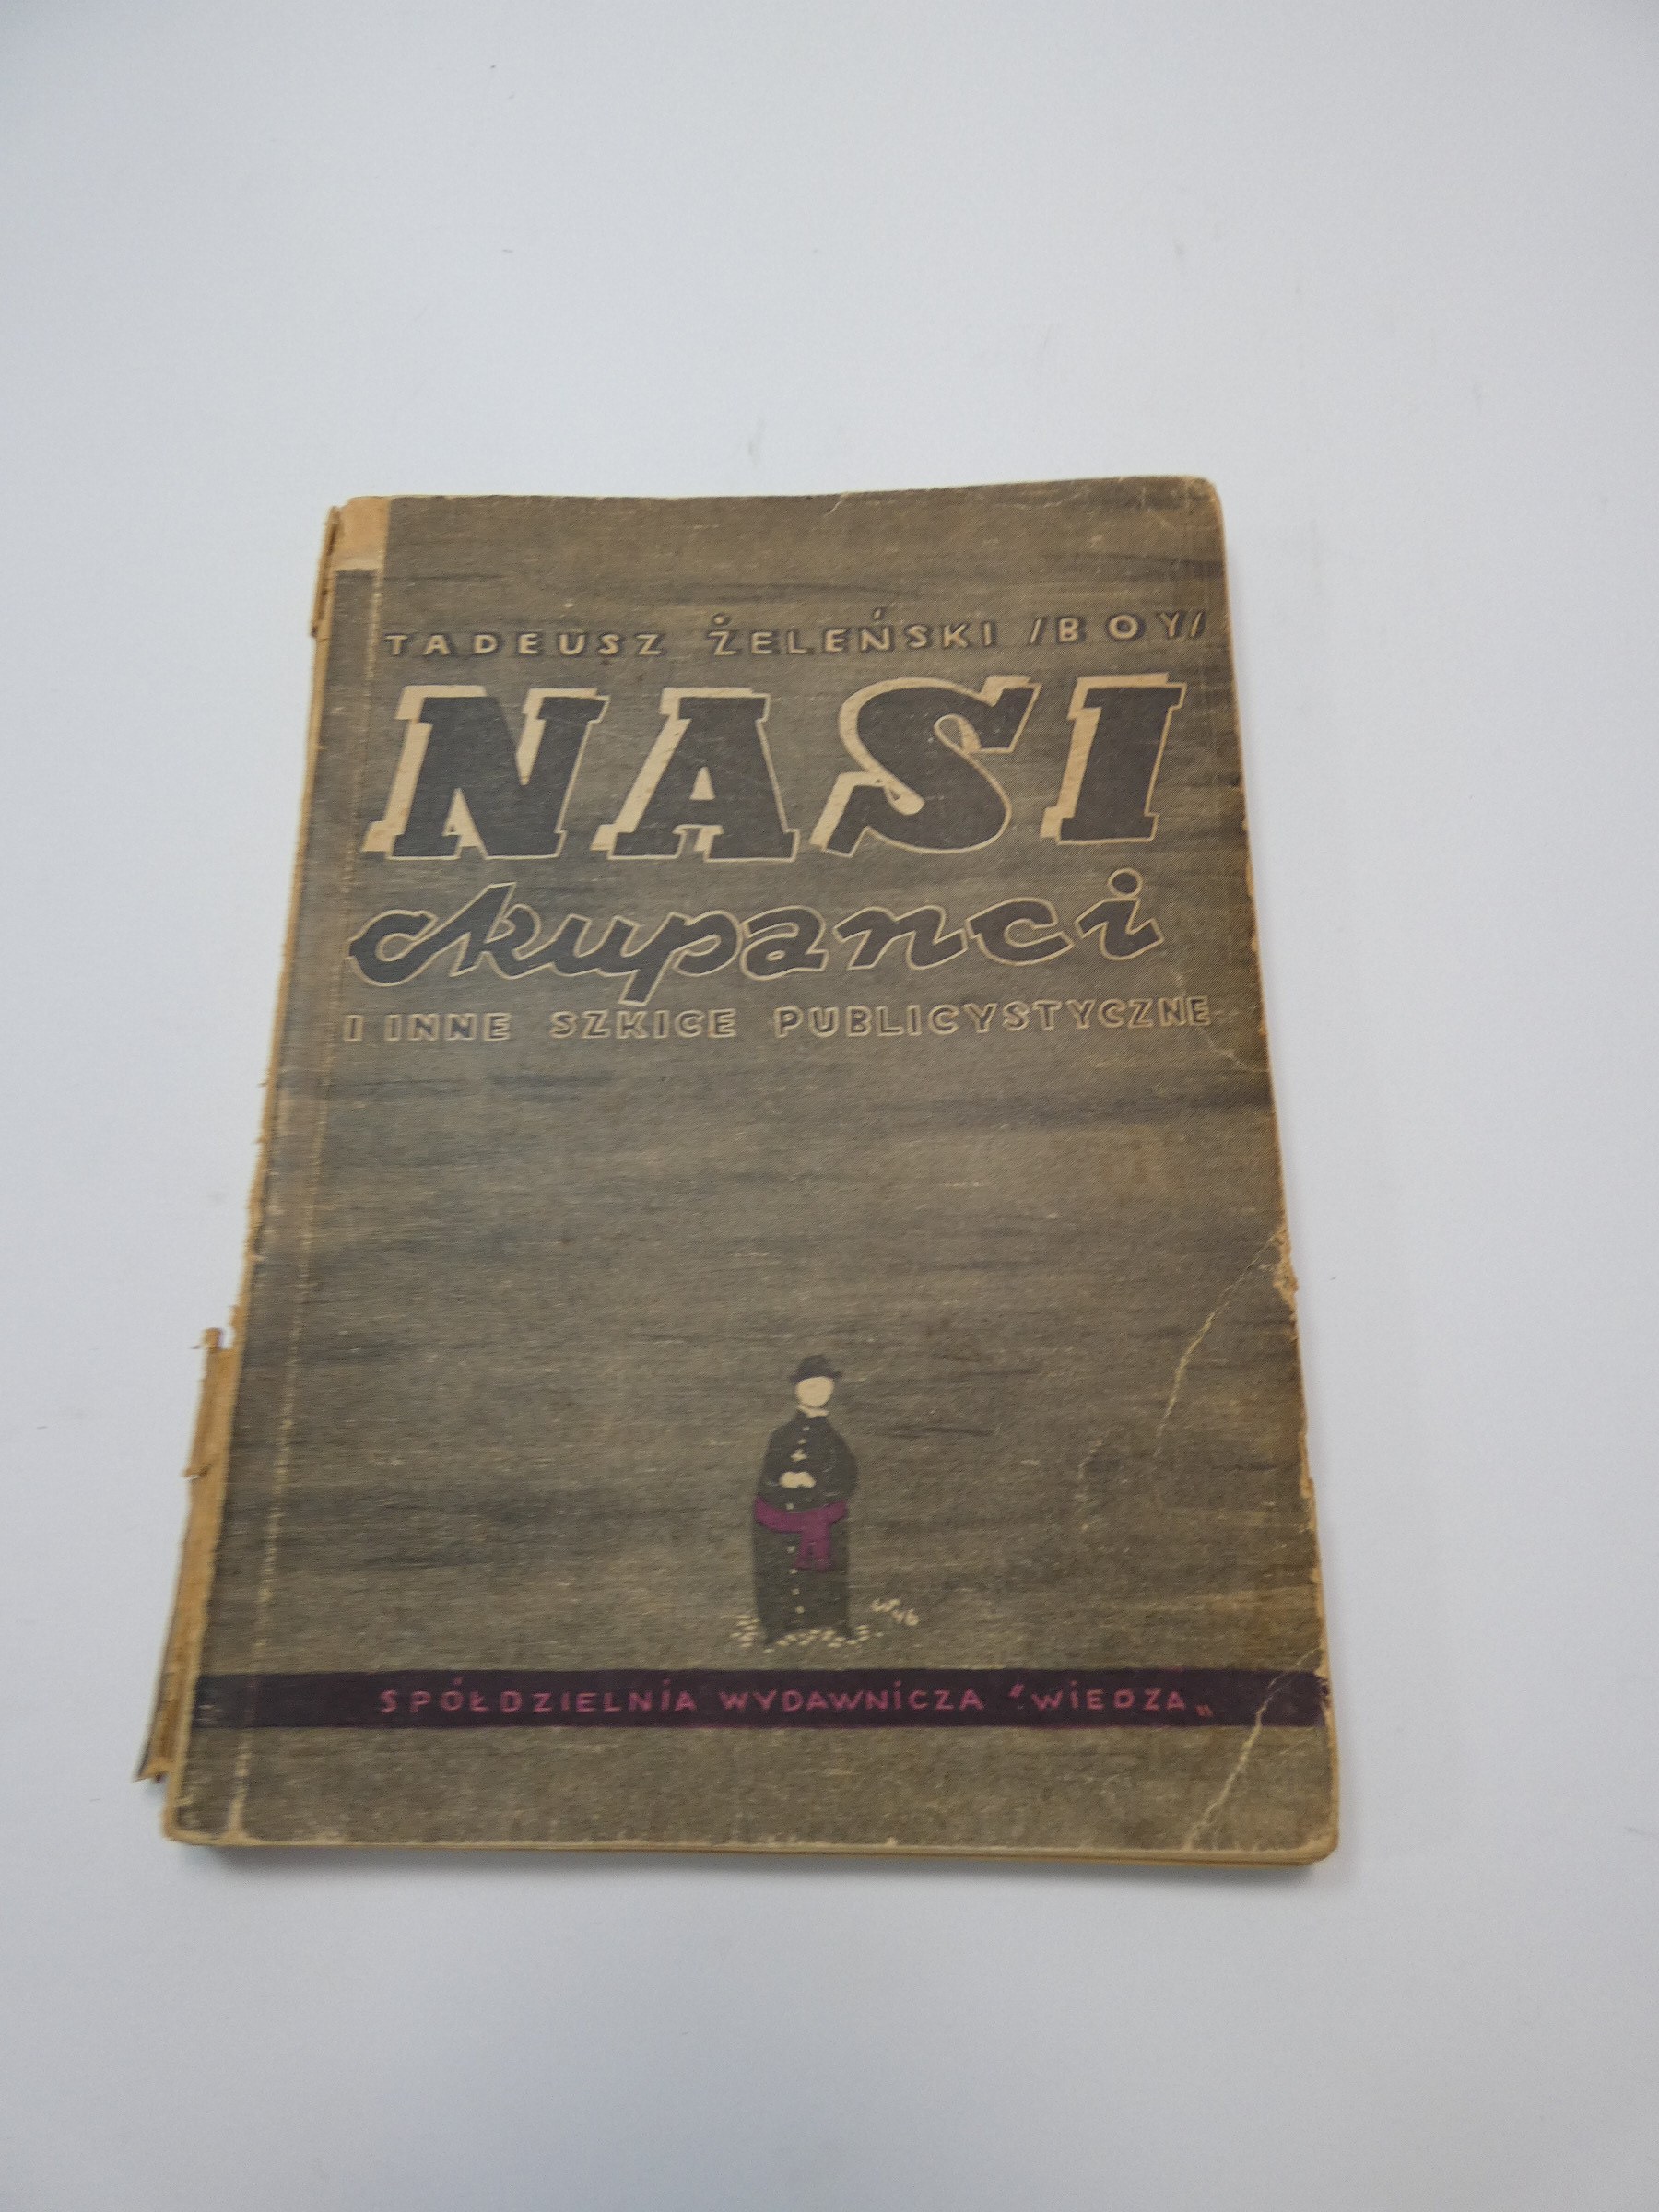 TADEUSZ ŻELEŃSKI /BOY/
NASI
okupanci
I INNE SZKICE PUBLICYSTYCZNE
SPÓŁDZIELNIA WYDAWNICZA "WIEDZA„